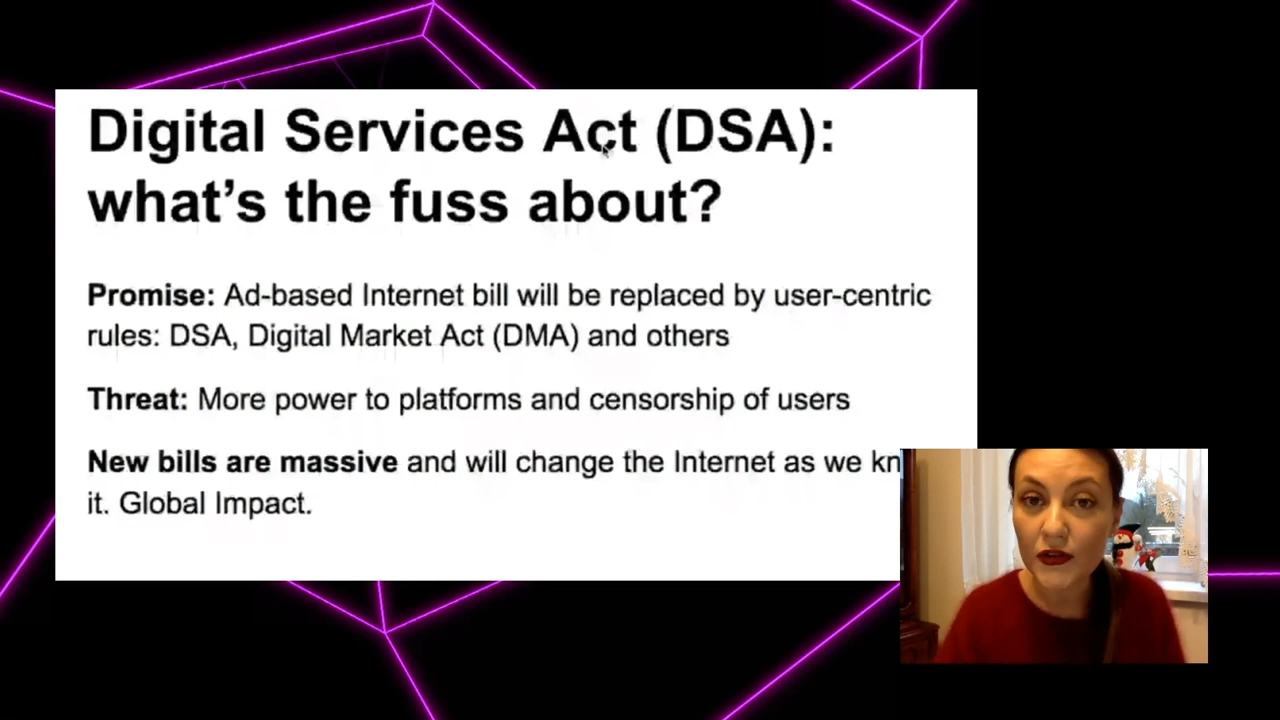 Digital Services Act (DSA):
what's the fuss about?
Promise: Ad-based Internet bill will be replaced by user-centric
rules: DSA, Digital Market Act (DMA) and others
Threat: More power to platforms and censorship of users
New bills are massive and will change the Internet as we kn
it. Global Impact.